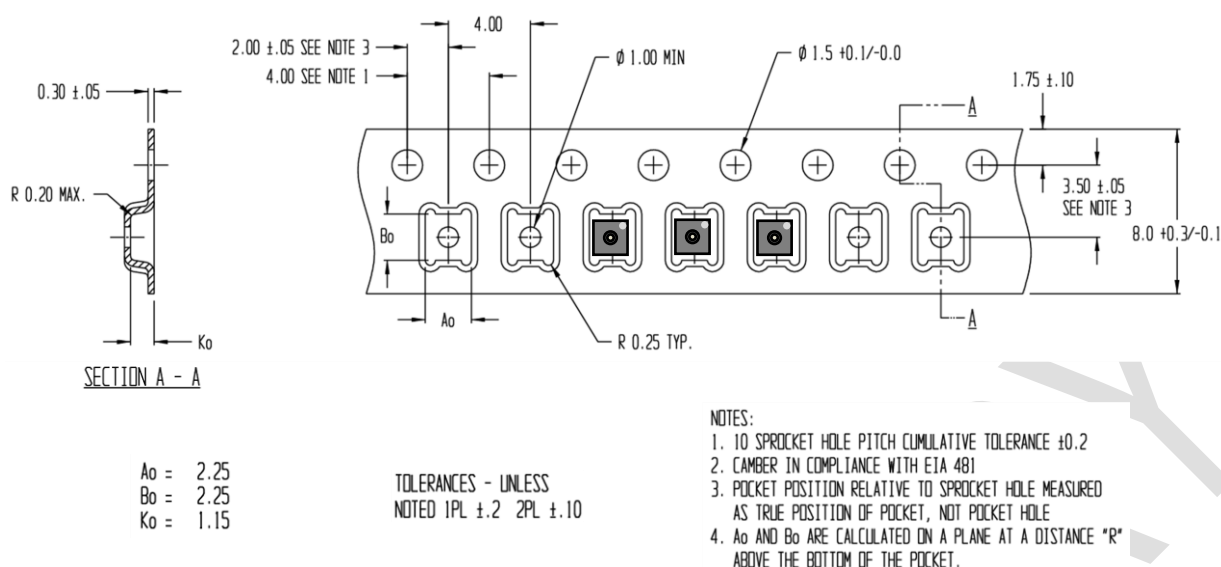 4.00
2.00 ±.05 SEE NOTE 3
4.00 SEE NOTE 1
ϕ 1.00 MIN
ϕ 1.5 +0.1/-0.0
1.75 ±.10
0.30 ±.05
A
R 0.20 MAX.
3.50 ±.05
SEE NOTE 3
8.0 +0.3/-0.1
Bo
Ao
A
R 0.25 TYP.
Ko
SECTION A - A
Ao = 2.25
Bo = 2.25
Ko = 1.15
TOLERANCES - UNLESS
NOTED 1PL ±.2 2PL ±.10
NOTES:
1. 10 SPROCKET HOLE PITCH CUMULATIVE TOLERANCE ±0.2
2. CAMBER IN COMPLIANCE WITH EIA 481
3. POCKET POSITION RELATIVE TO SPROCKET HOLE MEASURED
AS TRUE POSITION OF POCKET, NOT POCKET HOLE
4. Ao AND Bo ARE CALCULATED ON A PLANE AT A DISTANCE "R"
ABOVE THE BOTTOM OF THE POCKET.